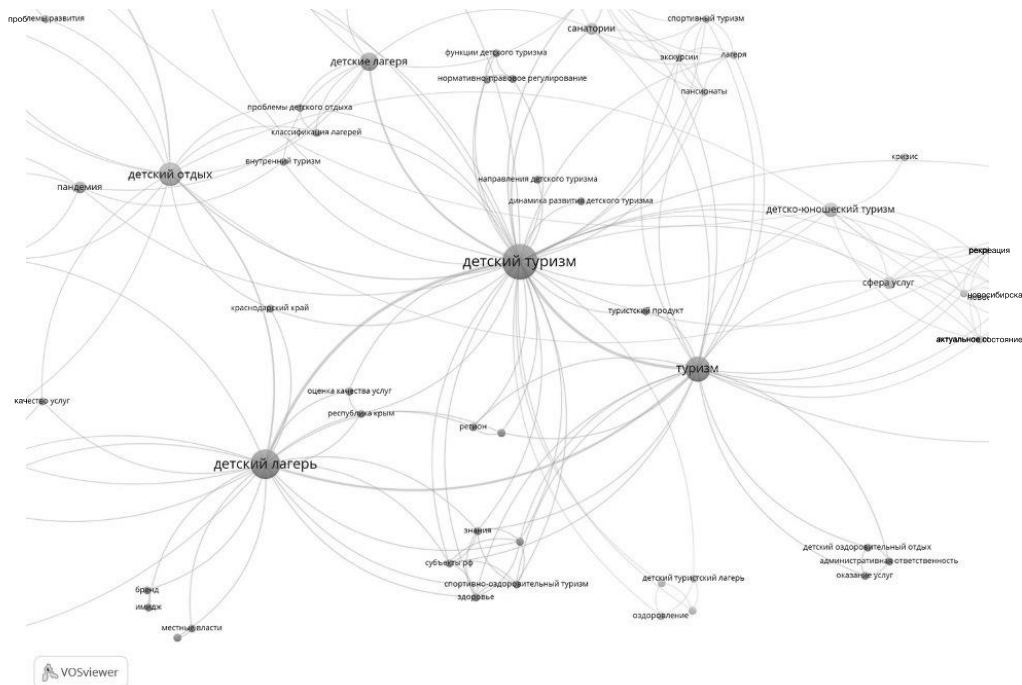 проблемы развития
спортивный туризм
санатории
функции детского туризма
лагеря
экскурсии
детские лагеря
нормативно-правовое регулирование
пансионаты
проблемы детского отдыха
классификация лагерей
кризис
внутренний туризм
детский отдых
направления детского туризма
пандемия
динамика развития детского туризма
детско-юношеский туризм
рекреация
детский туризм
сфера услуг
новосибирска
краснодарский край
туристский продукт
актуальное состояние
туризм
оценка качества услуг
качество услуг
республика крым
регион
детский лагерь
знания
детский оздоровительный отдых
субъекты рф
административная ответственность
оказание услуг
детский туристский лагерь
спортивно-оздоровительный туризм
бренд
здоровье
имидж
оздоровление
местные власти
VOSviewer